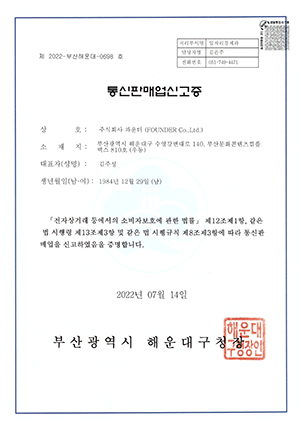 처리부서명 일자리경제과
담당자명 김은주
전화번호 051-749-4471
제 2022-부산해운대-0698 호
통신판매업신고증
상 호 : 주식회사 파운더 (FOUNDER Co.,Ltd.)
소 재 지 : 부산광역시 해운대구 수영강변대로 140, 부산문화콘텐츠컴플
렉스 810호 (우동)
대표자(성명) : 김주성
생년월일(남·여) : 1984년 12월 29일 (남)
「전자상거래 등에서의 소비자보호에 관한 법률」 제12조제1항, 같은
법 시행령 제13조제3항 및 같은 법 시행규칙 제8조제3항에 따라 통신판
매업을 신고하였음을 증명합니다.
2022년 07월 14일
부산광역시 해운대구청장
해운대
구청장인